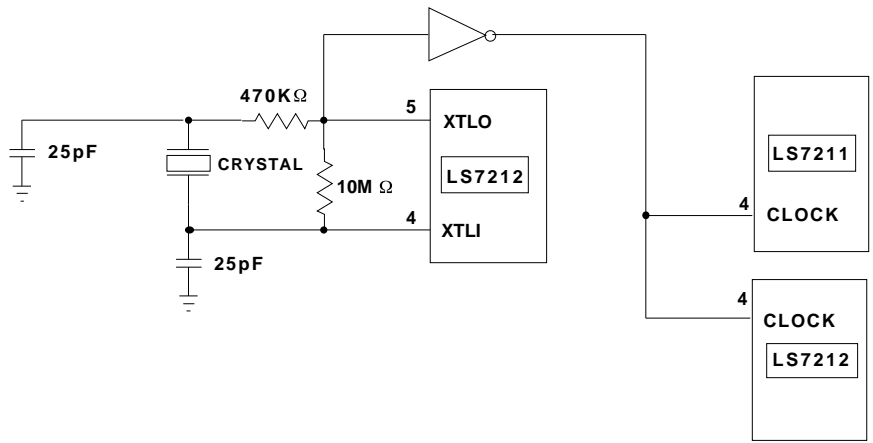 470KΩ
5
XTLO
25pF
CRYSTAL
LS7212
10M Ω
4
XTLI
25pF
LS7211
4
CLOCK
4
CLOCK
LS7212